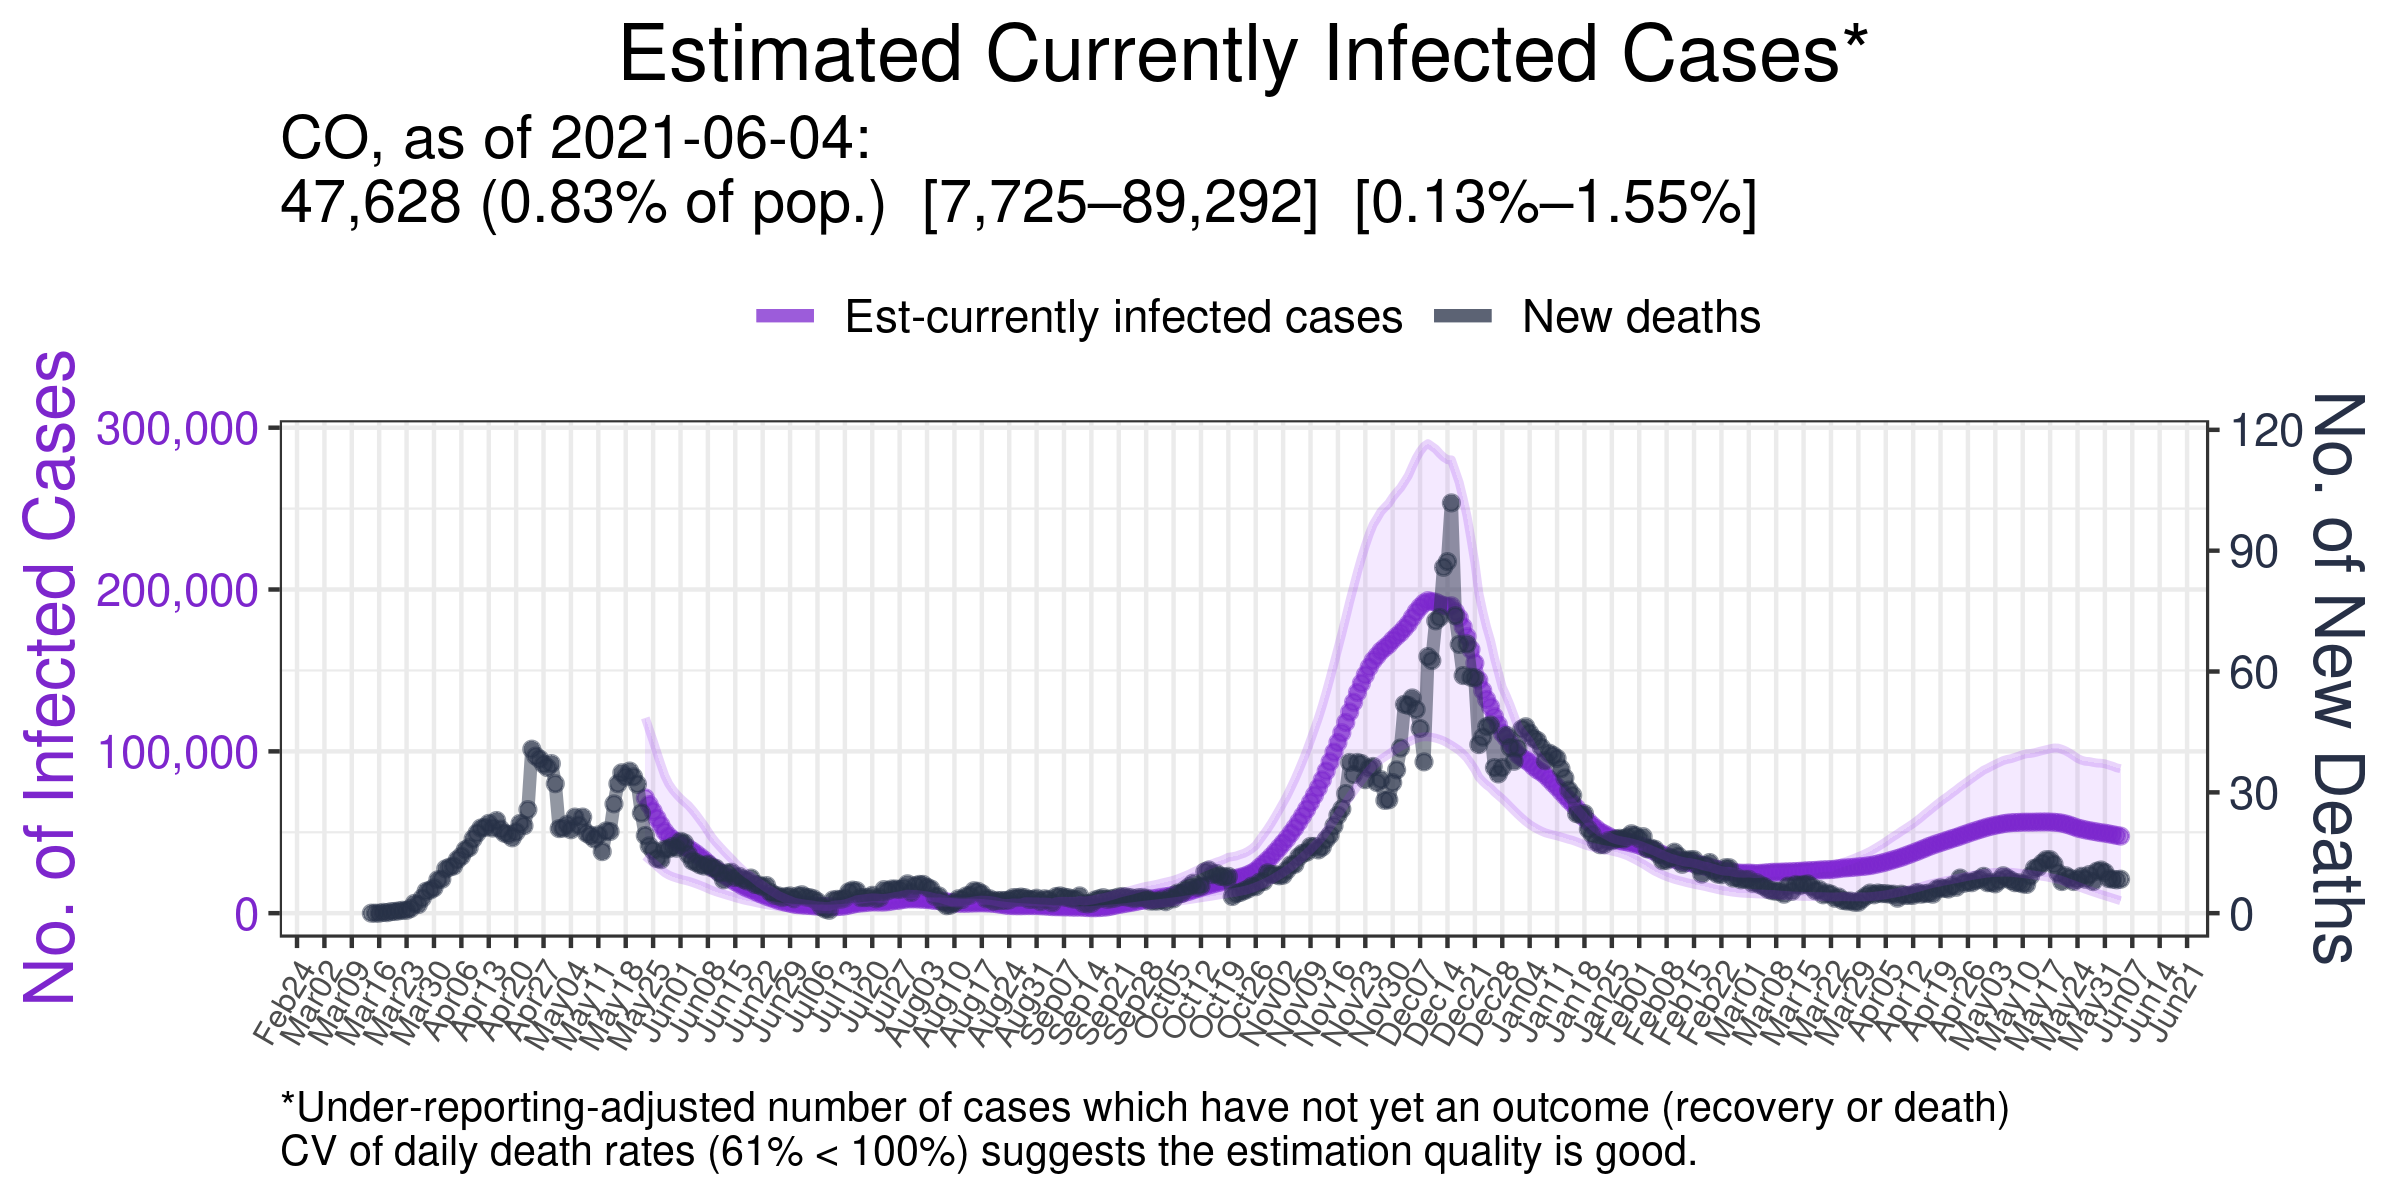 Estimated Currently Infected Cases*
CO, as of 2021-06-04:
47,628 (0.83% of pop.) [7,725–89,292] [0.13%–1.55%]
Est-currently infected cases
New deaths
No. of Infected Cases
300,000
200,000
100,000
0
120
90
60
30
0
No. of New Deaths
Feb24
Mar02
Mar09
Mar16
Mar23
Mar30
Apr06
Apr13
Apr20
Apr27
May04
May11
May18
May25
Jun01
Jun08
Jun15
Jun22
Jun29
Jul06
Jul13
Jul20
Jul27
Aug03
Aug10
Aug17
Aug24
Aug31
Sep07
Sep14
Sep21
Sep28
Oct05
Oct12
Oct19
Oct26
Nov02
Nov09
Nov16
Nov23
Nov30
Dec07
Dec14
Dec21
Dec28
Jan04
Jan11
Jan18
Jan25
Feb01
Feb08
Feb15
Feb22
Mar01
Mar08
Mar15
Mar22
Mar29
Apr05
Apr12
Apr19
Apr26
May03
May10
May17
May24
May31
Jun07
Jun14
Jun21
*Under-reporting-adjusted number of cases which have not yet an outcome (recovery or death)
CV of daily death rates (61% < 100%) suggests the estimation quality is good.